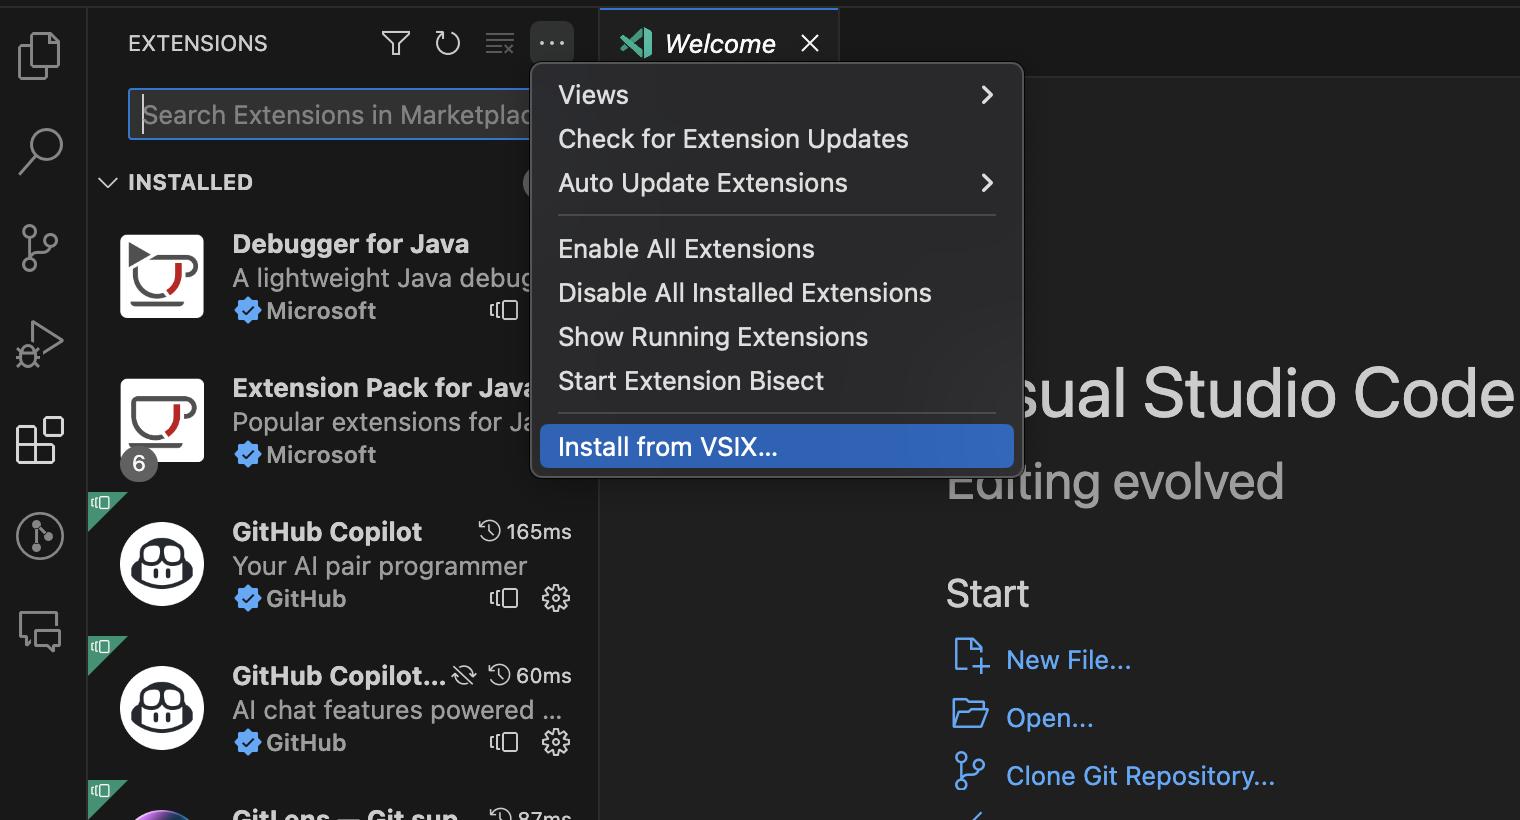 EXTENSIONS
Search Extensions in Marketplac
INSTALLED
Debugger for Java
A lightweight Java debug
Microsoft
Extension Pack for Java
Popular extensions for Ja
Microsoft
6
GitHub Copilot
165ms
Your AI pair programmer
GitHub
GitHub Copilot...
60ms
AI chat features powered ...
GitHub
GitLens — Git sup
87ms
Welcome
Views
Check for Extension Updates
Auto Update Extensions
Enable All Extensions
Disable All Installed Extensions
Show Running Extensions
Start Extension Bisect
Install from VSIX...
sual Studio Code
Editing evolved
Start
New File...
Open...
Clone Git Repository...